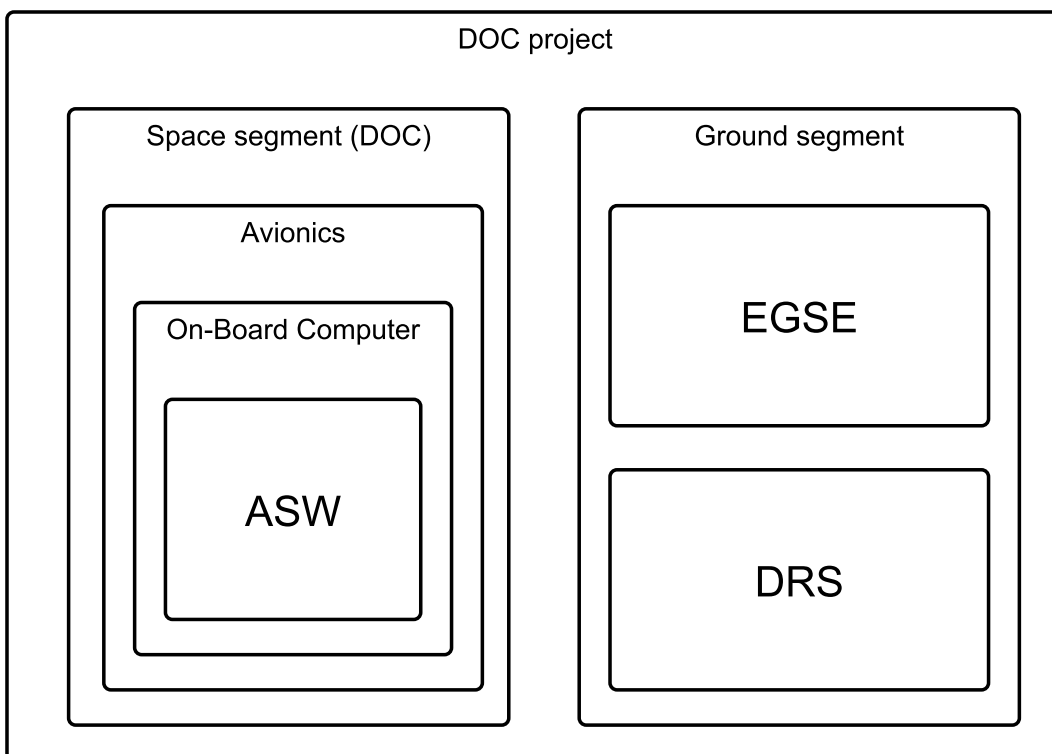 DOC project
Space segment (DOC)
Avionics
On-Board Computer
ASW
Ground segment
EGSE
DRS